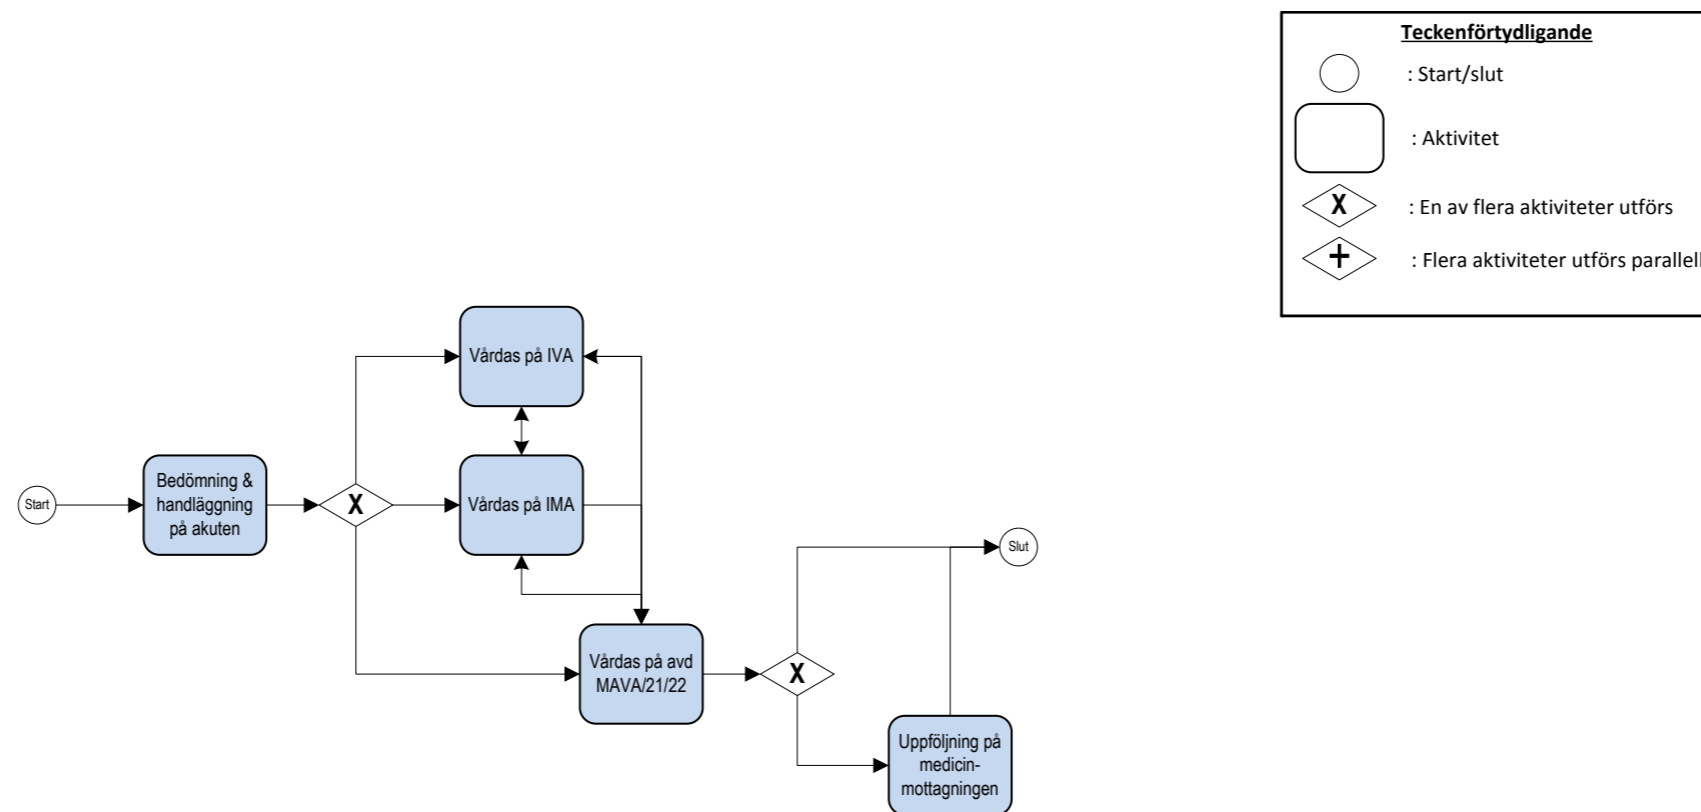 Teckenförtydligande
: Start/slut
: Aktivitet
X
: En av flera aktiviteter utförs
+
: Flera aktiviteter utförs parallell
Vårdas på IVA
Start
Bedömning &
handläggning
på akuten
X
Vårdas på IMA
Slut
Vårdas på avd
MAVA/21/22
X
Uppföljning på
medicin-
mottagningen